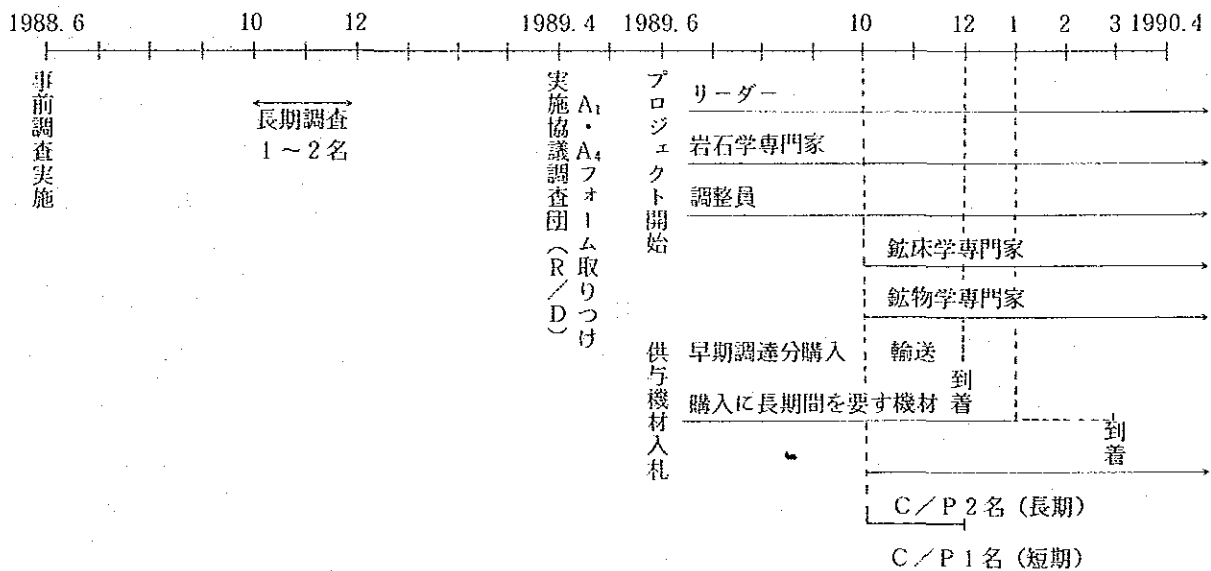 1988. 6 10 12 1989. 4 1989. 6 10 12 1 2 3 1990. 4
事前調査実施
長期調査
1～2名
実施協議調査団（R／D）
A₁・A₄フォーム取りつけ
プロジェクト開始
リーダー
岩石学専門家
調整員
鉱床学専門家
鉱物学専門家
供与機材入札
早期調達分購入 輸送
到着
購入に長期間を要す機材
到着
C／P 2名（長期）
C／P 1名（短期）